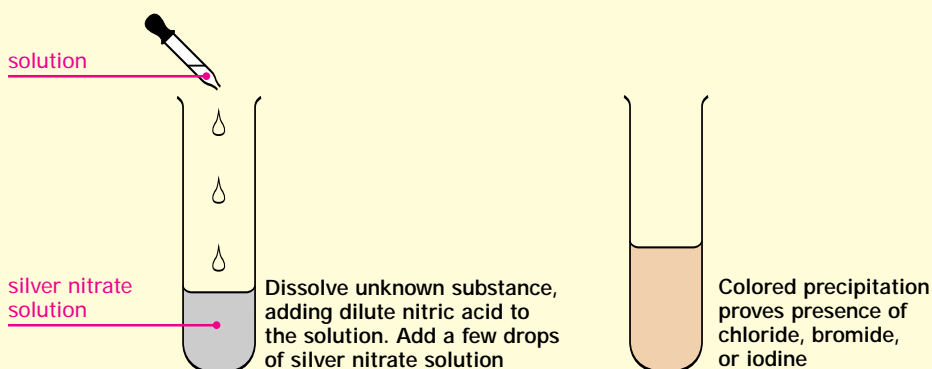 solution
silver nitrate
solution
Dissolve unknown substance,
adding dilute nitric acid to
the solution. Add a few drops
of silver nitrate solution
Colored precipitation
proves presence of
chloride, bromide,
or iodine